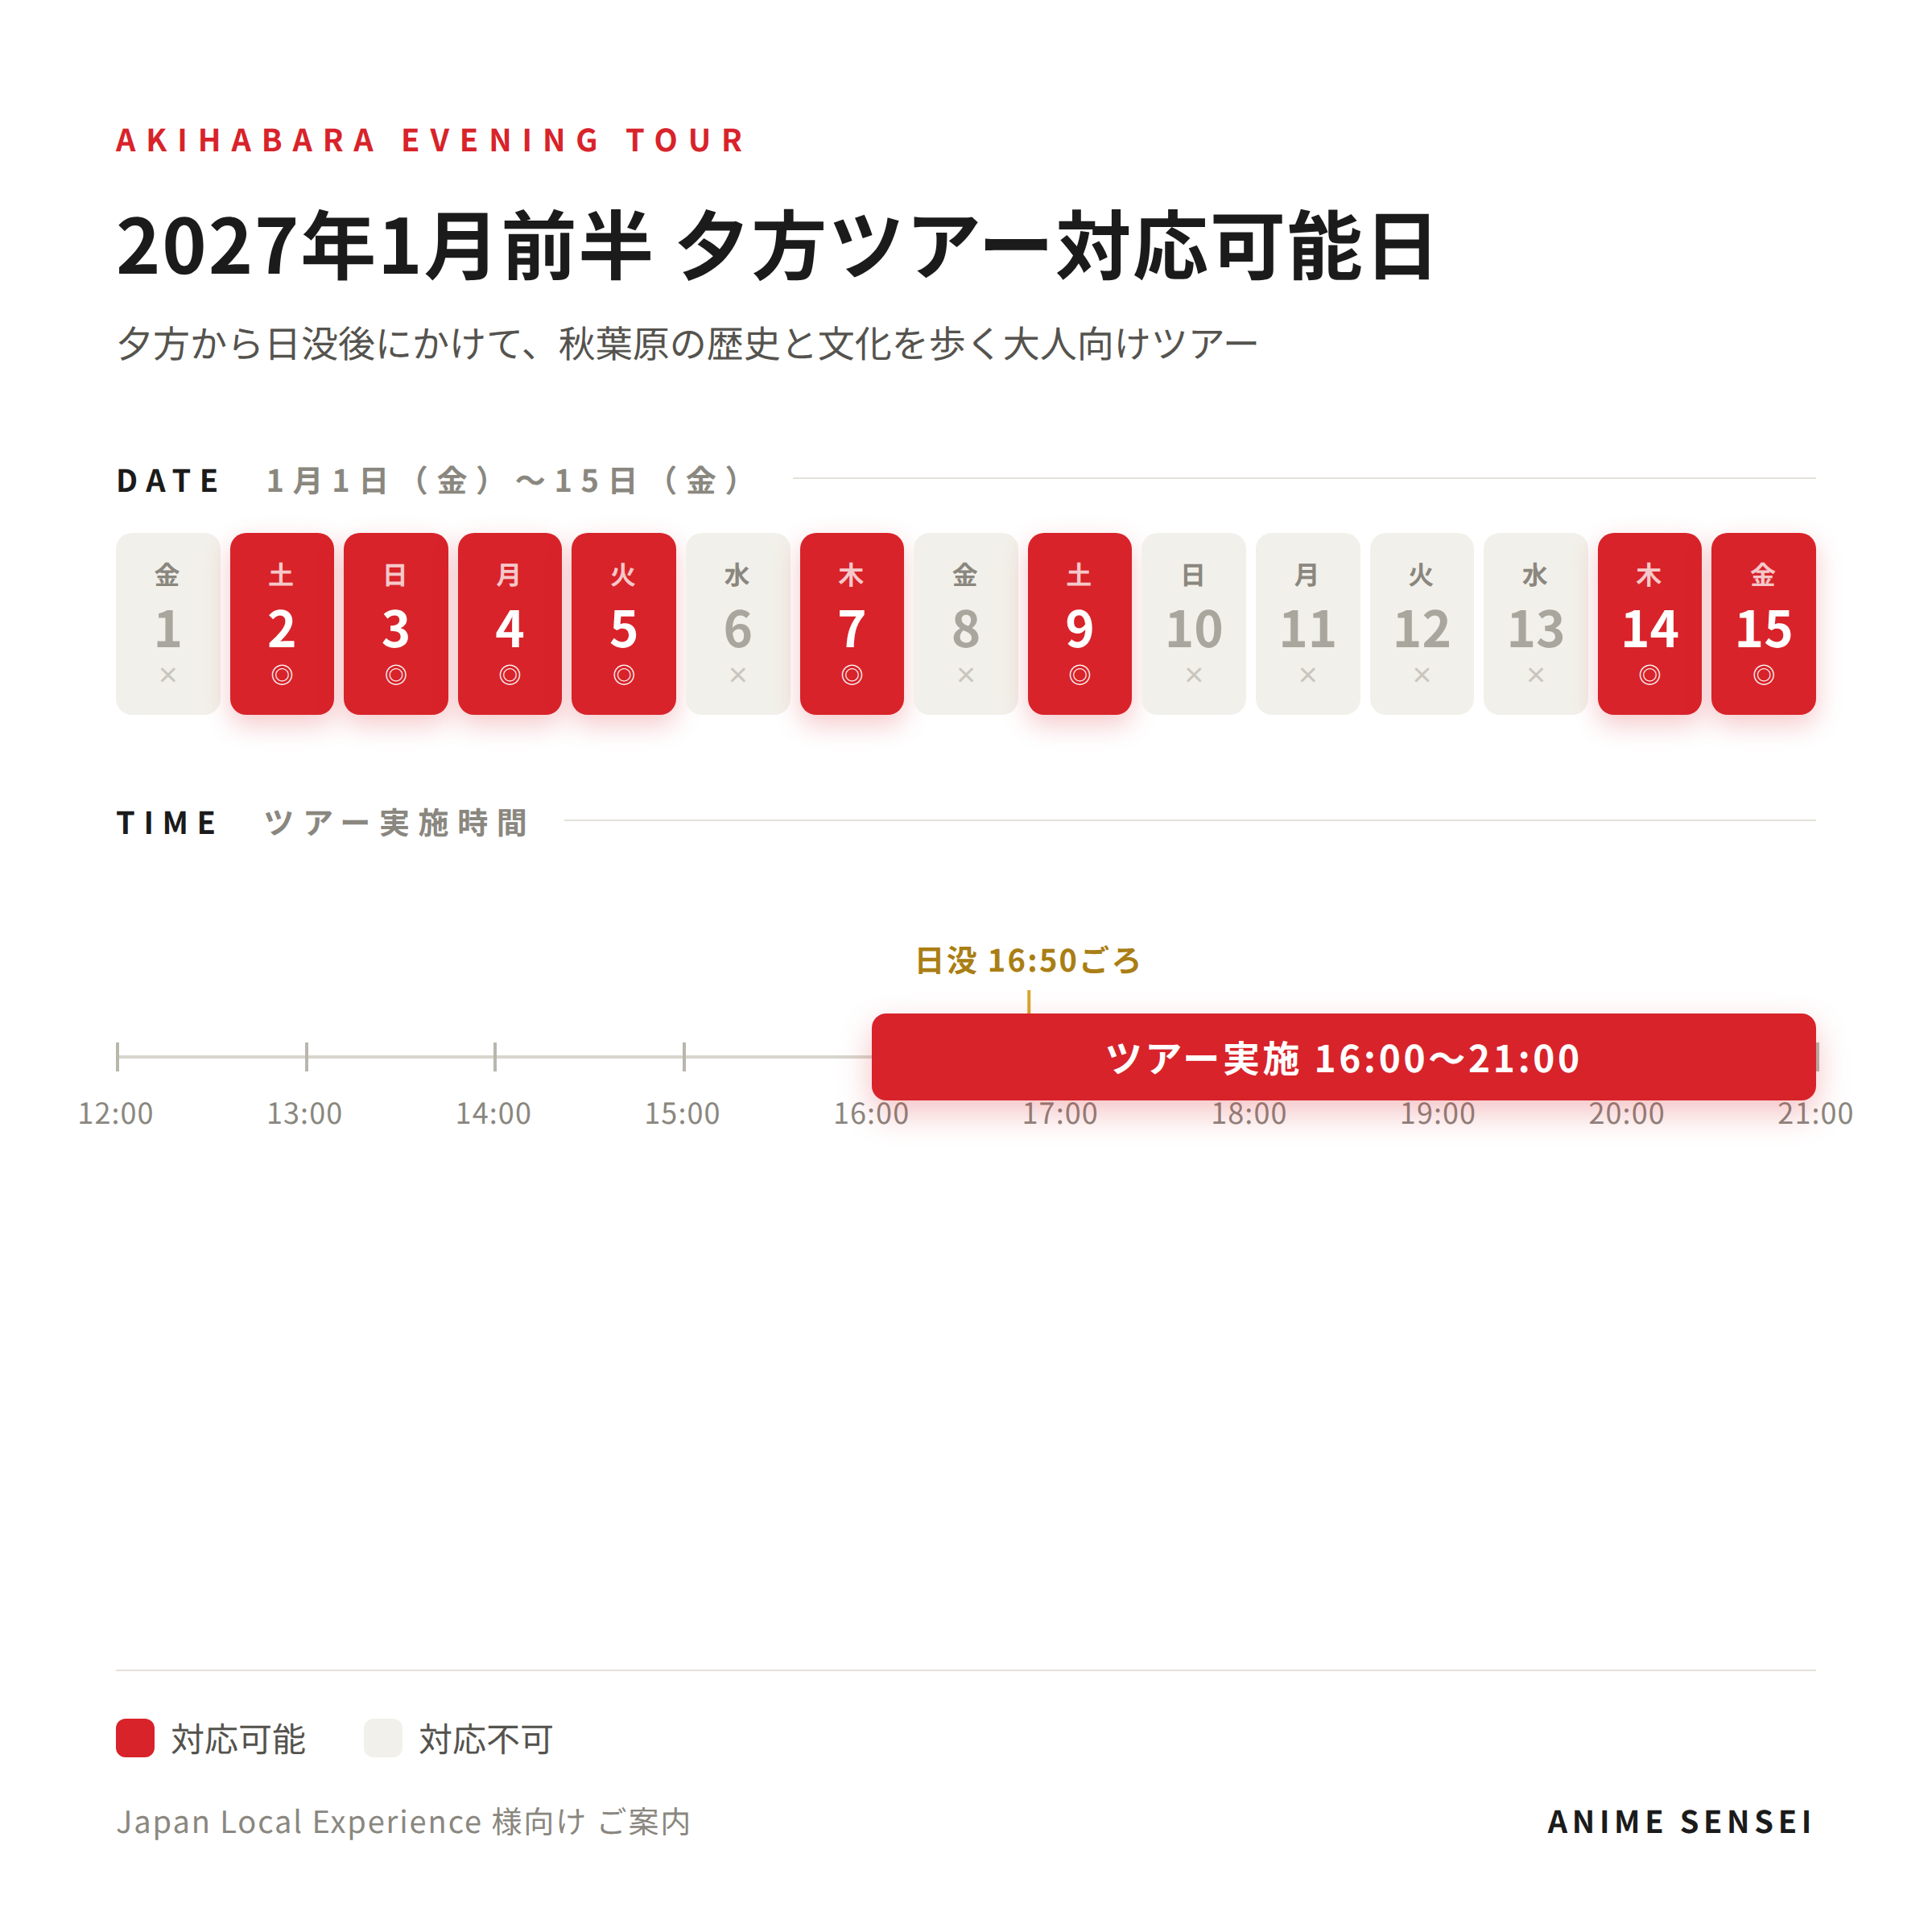 AKIHABARA EVENING TOUR
2027年1月前半 夕方ツアー対応可能日
夕方から日没後にかけて、秋葉原の歴史と文化を歩く大人向けツアー
DATE 1月1日（金）〜15日（金）
金 土 日 月 火 水 木 金 土 日 月 火 水 木 金
1 2 3 4 5 6 7 8 9 10 11 12 13 14 15
× ◎ ◎ ◎ ◎ × ◎ × ◎ × × × × ◎ ◎
TIME ツアー実施時間
日没 16:50ごろ
ツアー実施 16:00〜21:00
12:00 13:00 14:00 15:00 16:00 17:00 18:00 19:00 20:00 21:00
対応可能 対応不可
Japan Local Experience 様向け ご案内 ANIME SENSEI